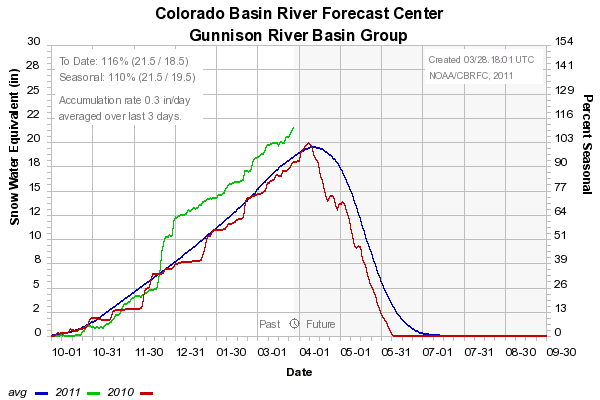 Colorado Basin River Forecast Center
Gunnison River Basin Group
To Date: 116% (21.5 / 18.5)
Seasonal: 110% (21.5 / 19.5)
Accumulation rate 0.3 in/day
averaged over last 3 days.
Created 03/28.18:01 UTC
NOAA/CBRFC, 2011
Snow Water Equivalent (in)
30
28
25
22
20
18
15
12
10
8
5
2
0
Percent Seasonal
154
141
128
116
103
90
77
64
51
39
26
13
0
Past Future
10-01 10-31 11-30 12-31 01-30 03-01 04-01 05-01 05-31 07-01 07-31 08-30 09-30
Date
avg 2011 2010